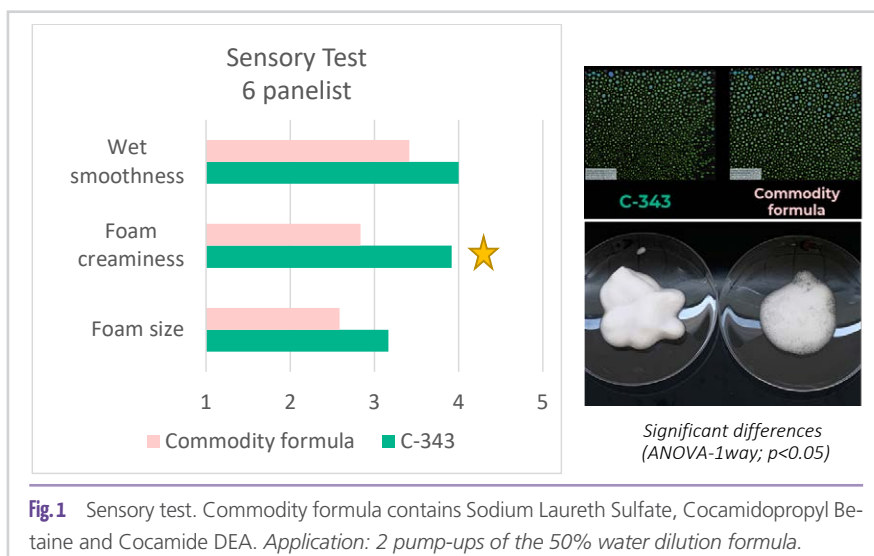 Sensory Test
6 panelist
Wet
smoothness
Foam
creaminess
Foam size
1 2 3 4 5
Commodity formula C-343
C-343
Commodity
formula
Significant differences
(ANOVA-1way; p<0.05)
Fig. 1 Sensory test. Commodity formula contains Sodium Laureth Sulfate, Cocamidopropyl Be-
taine and Cocamide DEA. Application: 2 pump-ups of the 50% water dilution formula.